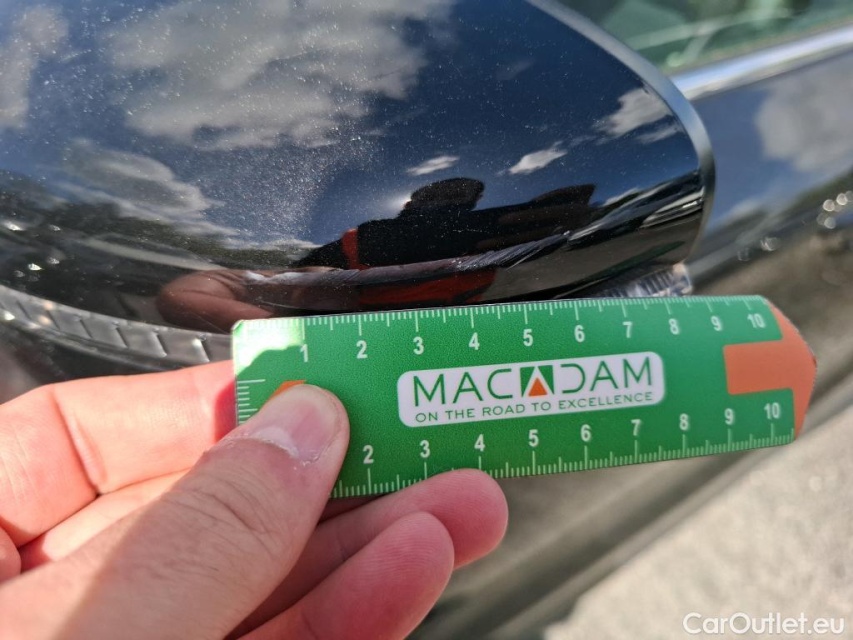 1 2 3 4 5 6 7 8 9 10
MACADAM
ON THE ROAD TO EXCELLENCE
2 3 4 5 6 7 8 9 10
CarOutlet.eu